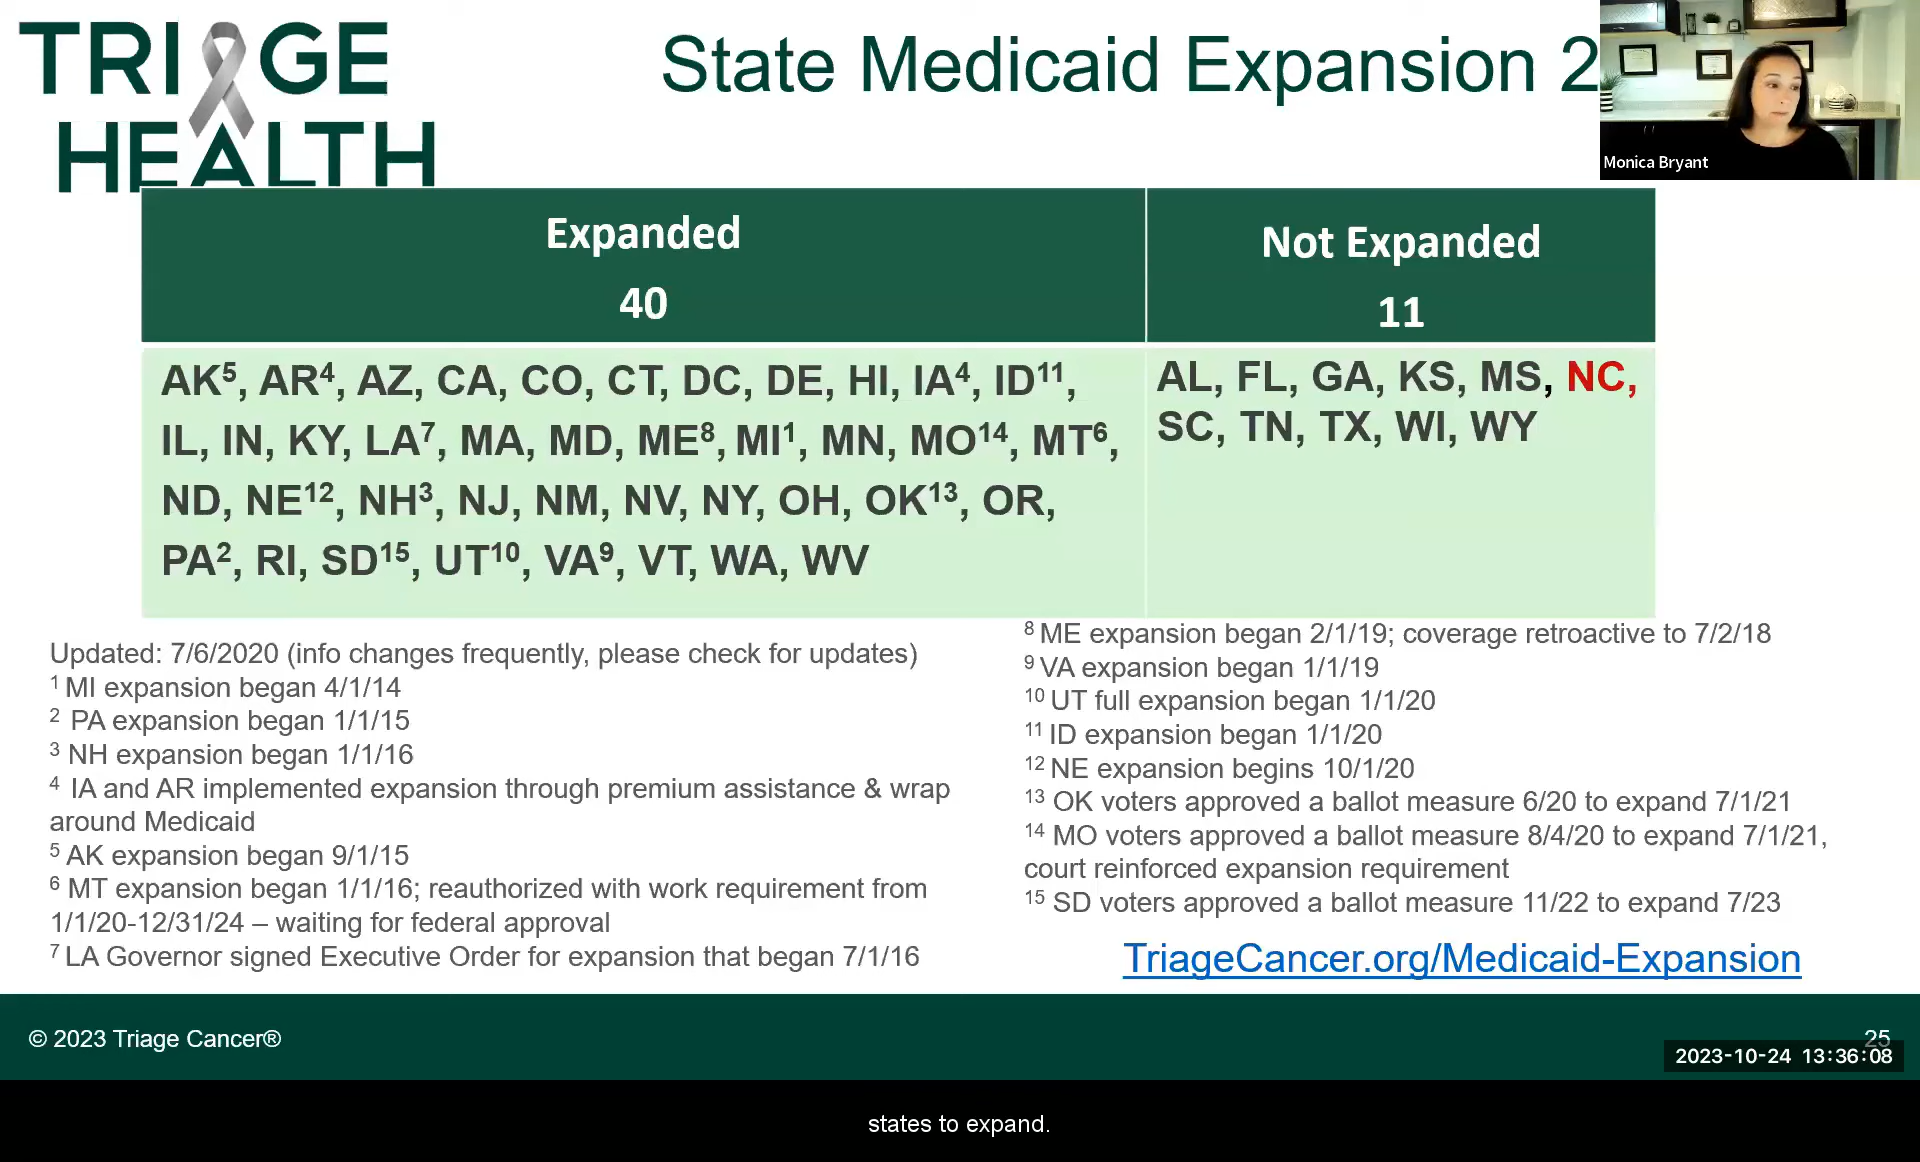 TRIAGE
HEALTH
State Medicaid Expansion 2
Monica Bryant
Expanded
40
Not Expanded
11
AK⁵, AR⁴, AZ, CA, CO, CT, DC, DE, HI, IA⁴, ID¹¹,
IL, IN, KY, LA⁷, MA, MD, ME⁸, MI¹, MN, MO¹⁴, MT⁶,
ND, NE¹², NH³, NJ, NM, NV, NY, OH, OK¹³, OR,
PA², RI, SD¹⁵, UT¹⁰, VA⁹, VT, WA, WV
AL, FL, GA, KS, MS, NC,
SC, TN, TX, WI, WY
Updated: 7/6/2020 (info changes frequently, please check for updates)
¹ MI expansion began 4/1/14
² PA expansion began 1/1/15
³ NH expansion began 1/1/16
⁴ IA and AR implemented expansion through premium assistance & wrap
around Medicaid
⁵ AK expansion began 9/1/15
⁶ MT expansion began 1/1/16; reauthorized with work requirement from
1/1/20-12/31/24 – waiting for federal approval
⁷ LA Governor signed Executive Order for expansion that began 7/1/16
⁸ ME expansion began 2/1/19; coverage retroactive to 7/2/18
⁹ VA expansion began 1/1/19
¹⁰ UT full expansion began 1/1/20
¹¹ ID expansion began 1/1/20
¹² NE expansion begins 10/1/20
¹³ OK voters approved a ballot measure 6/20 to expand 7/1/21
¹⁴ MO voters approved a ballot measure 8/4/20 to expand 7/1/21,
court reinforced expansion requirement
¹⁵ SD voters approved a ballot measure 11/22 to expand 7/23
TriageCancer.org/Medicaid-Expansion
© 2023 Triage Cancer®
25
2023-10-24 13:36:08
states to expand.